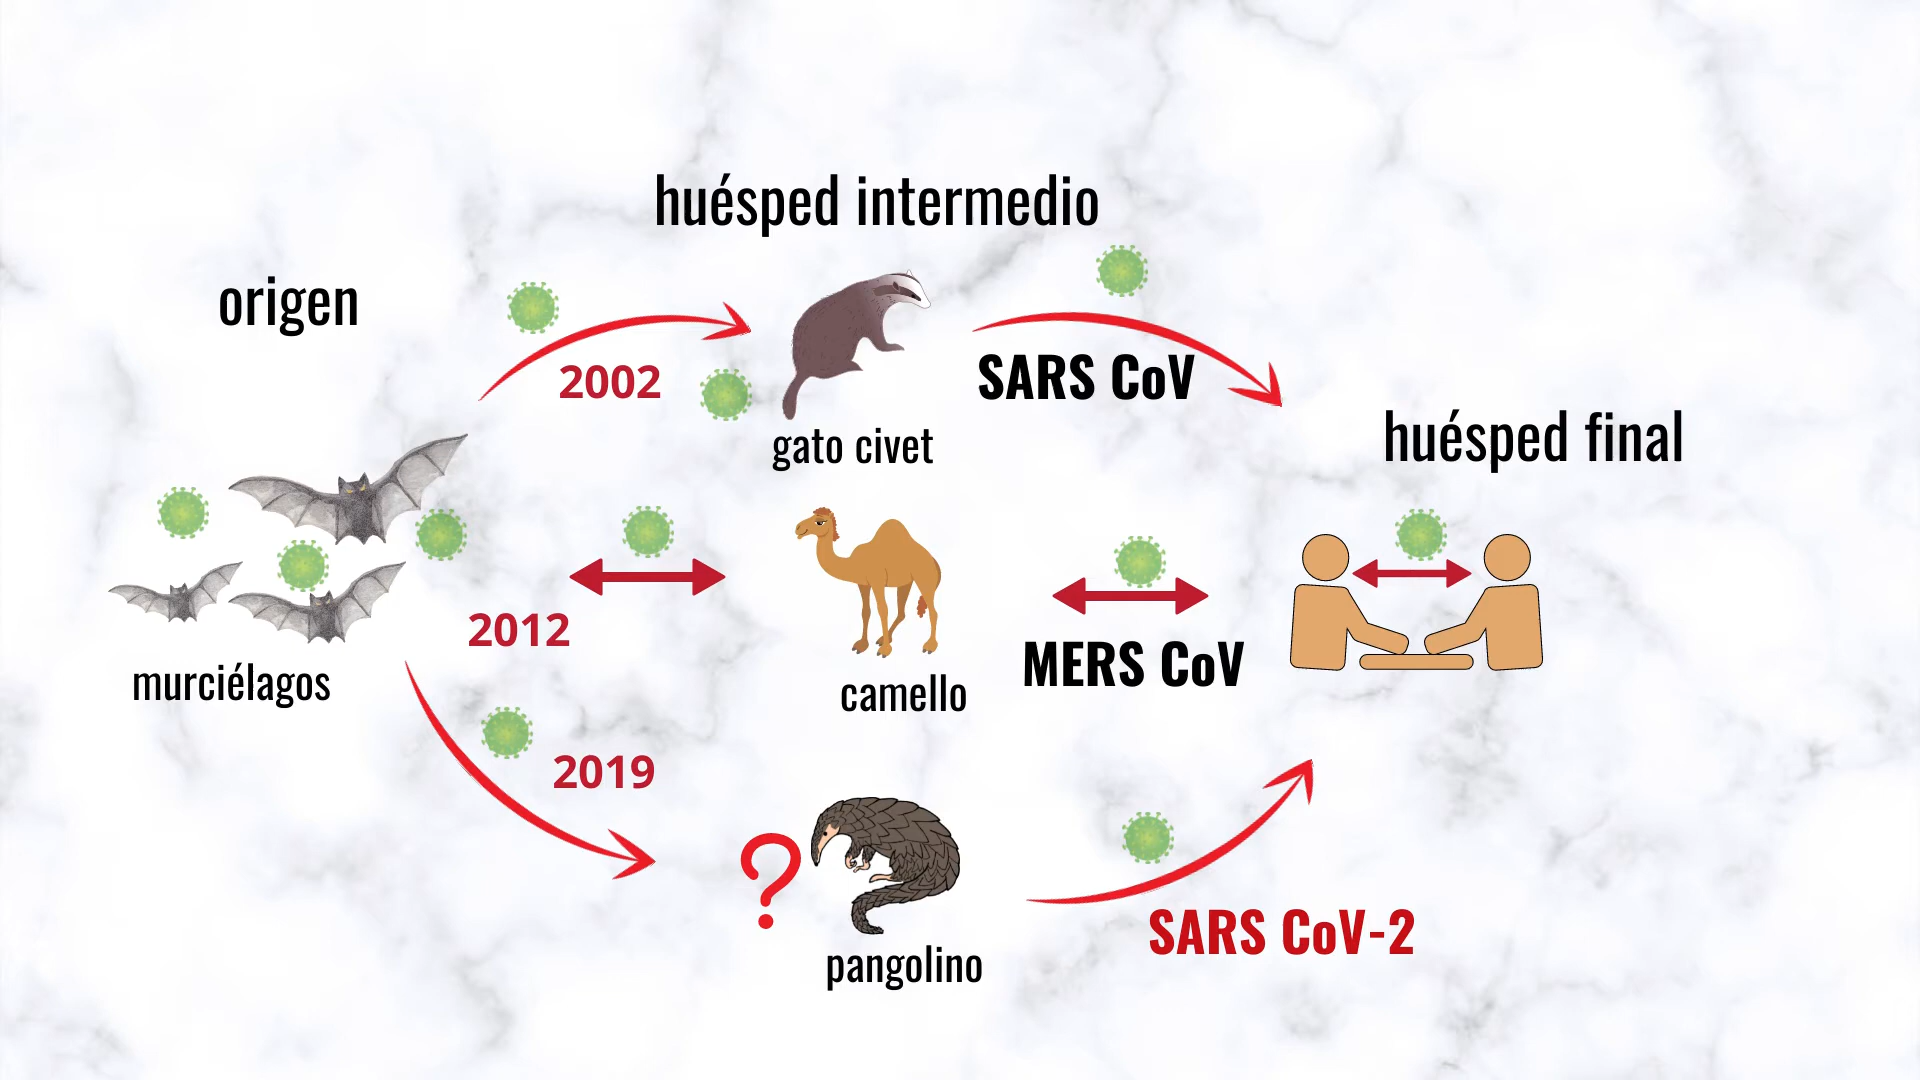 huésped intermedio
origen
2002
SARS CoV
gato civet
huésped final
2012
murciélagos
camello
MERS CoV
2019
?
pangolino
SARS CoV-2